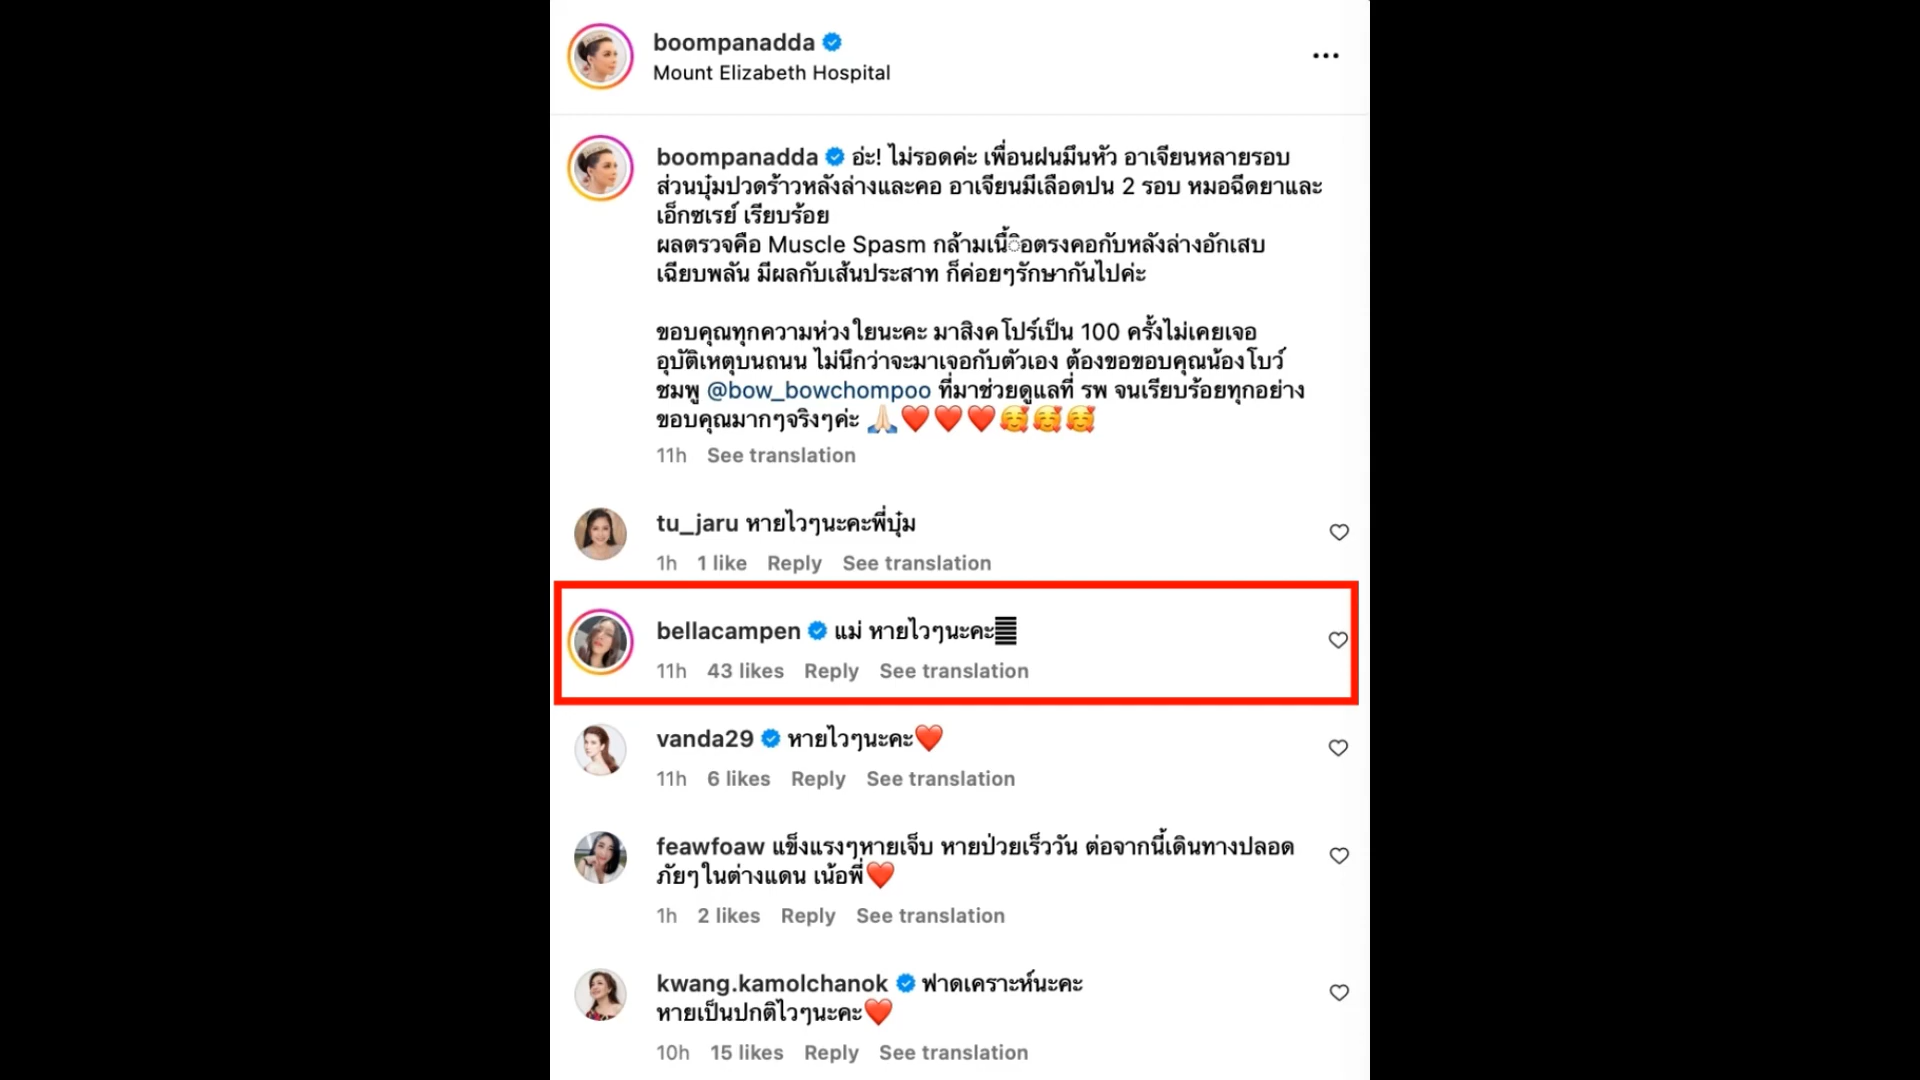 boompanadda
Mount Elizabeth Hospital
boompanadda อ่ะ! ไม่รอดค่ะ เพื่อนฝนมึนหัว อาเจียนหลายรอบ
ส่วนบุ๋มปวดร้าวหลังล่างและคอ อาเจียนมีเลือดปน 2 รอบ หมอฉีดยาและ
เอ็กซเรย์ เรียบร้อย
ผลตรวจคือ Muscle Spasm กล้ามเนื้ิอตรงคอกับหลังล่างอักเสบ
เฉียบพลัน มีผลกับเส้นประสาท ก็ค่อยๆรักษากันไปค่ะ
ขอบคุณทุกความห่วงใยนะคะ มาสิงคโปร์เป็น 100 ครั้งไม่เคยเจอ
อุบัติเหตุบนถนน ไม่นึกว่าจะมาเจอกับตัวเอง ต้องขอขอบคุณน้องโบว์
ชมพู @bow_bowchompoo ที่มาช่วยดูแลที่ รพ จนเรียบร้อยทุกอย่าง
ขอบคุณมากๆจริงๆค่ะ 🙏🏻❤️❤️❤️🥰🥰🥰
11h See translation
tu_jaru หายไวๆนะคะพี่บุ๋ม
1h 1 like Reply See translation
bellacampen แม่ หายไวๆนะคะ
11h 43 likes Reply See translation
vanda29 หายไวๆนะคะ❤️
11h 6 likes Reply See translation
feawfoaw แข็งแรงๆหายเจ็บ หายป่วยเร็ววัน ต่อจากนี้เดินทางปลอด
ภัยๆในต่างแดน เน้อพี่❤️
1h 2 likes Reply See translation
kwang.kamolchanok ฟาดเคราะห์นะคะ
หายเป็นปกติไวๆนะคะ❤️
10h 15 likes Reply See translation